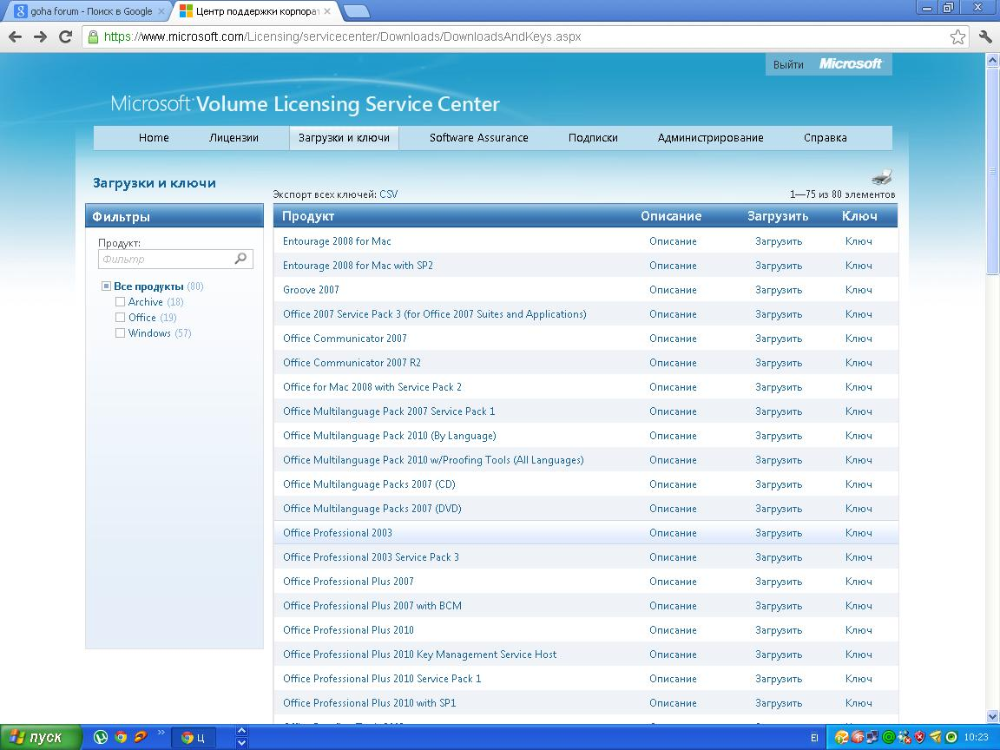 goha forum - Поиск в Google
Центр поддержки корпорат
https://www.microsoft.com/Licensing/servicecenter/Downloads/DownloadsAndKeys.aspx
Выйти Microsoft
Microsoft Volume Licensing Service Center
Home Лицензии Загрузки и ключи Software Assurance Подписки Администрирование Справка
Загрузки и ключи
Экспорт всех ключей: CSV 1—75 из 80 элементов
Фильтры
Продукт:
Фильтр
Все продукты (80)
Archive (18)
Office (19)
Windows (57)
Продукт Описание Загрузить Ключ
Entourage 2008 for Mac Описание Загрузить Ключ
Entourage 2008 for Mac with SP2 Описание Загрузить Ключ
Groove 2007 Описание Загрузить Ключ
Office 2007 Service Pack 3 (for Office 2007 Suites and Applications) Описание Загрузить Ключ
Office Communicator 2007 Описание Загрузить Ключ
Office Communicator 2007 R2 Описание Загрузить Ключ
Office for Mac 2008 with Service Pack 2 Описание Загрузить Ключ
Office Multilanguage Pack 2007 Service Pack 1 Описание Загрузить Ключ
Office Multilanguage Pack 2010 (By Language) Описание Загрузить Ключ
Office Multilanguage Pack 2010 w/Proofing Tools (All Languages) Описание Загрузить Ключ
Office Multilanguage Packs 2007 (CD) Описание Загрузить Ключ
Office Multilanguage Packs 2007 (DVD) Описание Загрузить Ключ
Office Professional 2003 Описание Загрузить Ключ
Office Professional 2003 Service Pack 3 Описание Загрузить Ключ
Office Professional Plus 2007 Описание Загрузить Ключ
Office Professional Plus 2007 with BCM Описание Загрузить Ключ
Office Professional Plus 2010 Описание Загрузить Ключ
Office Professional Plus 2010 Key Management Service Host Описание Загрузить Ключ
Office Professional Plus 2010 Service Pack 1 Описание Загрузить Ключ
Office Professional Plus 2010 with SP1 Описание Загрузить Ключ
пуск Ц 10:23